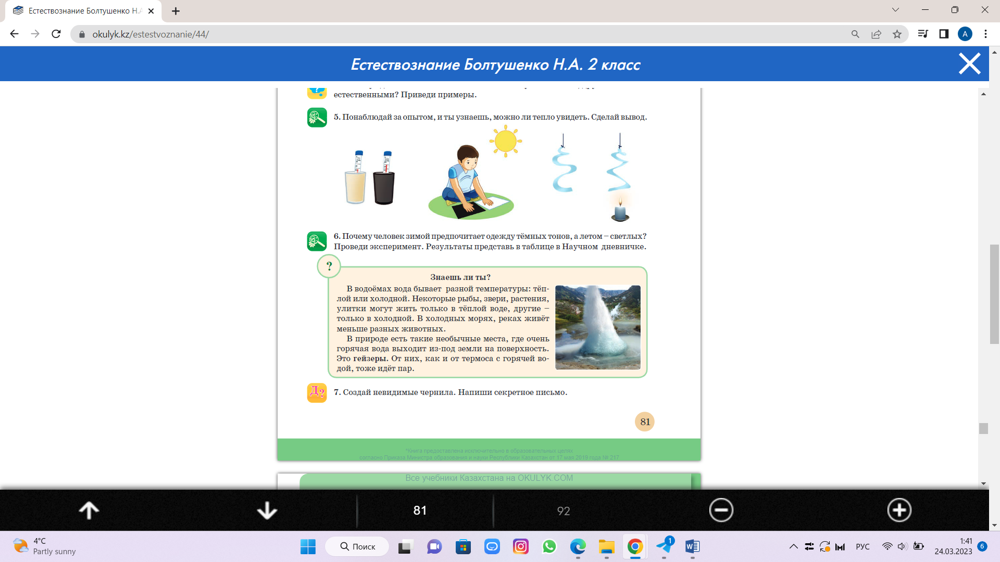 Естествознание Болтушенко Н.А
okulyk.kz/estestvoznanie/44/
A
Естествознание Болтушенко Н.А. 2 класс
естественными? Приведи примеры.
5. Понаблюдай за опытом, и ты узнаешь, можно ли тепло увидеть. Сделай вывод.
6. Почему человек зимой предпочитает одежду тёмных тонов, а летом – светлых?
Проведи эксперимент. Результаты представь в таблице в Научном дневничке.
?
Знаешь ли ты?
В водоёмах вода бывает разной температуры: тёп-
лой или холодной. Некоторые рыбы, звери, растения,
улитки могут жить только в тёплой воде, другие –
только в холодной. В холодных морях, реках живёт
меньше разных животных.
В природе есть такие необычные места, где очень
горячая вода выходит из-под земли на поверхность.
Это гейзеры. От них, как и от термоса с горячей во-
дой, тоже идёт пар.
Д?
7. Создай невидимые чернила. Напиши секретное письмо.
81
*Книга предоставлена исключительно в образовательных целях
согласно Приказа Министра образования и науки Республики Казахстан от 17 мая 2019 года № 217
Все учебники Казахстана на OKULYK.COM
81
92
4°C
Partly sunny
Поиск
1
РУС
1:41
24.03.2023
6